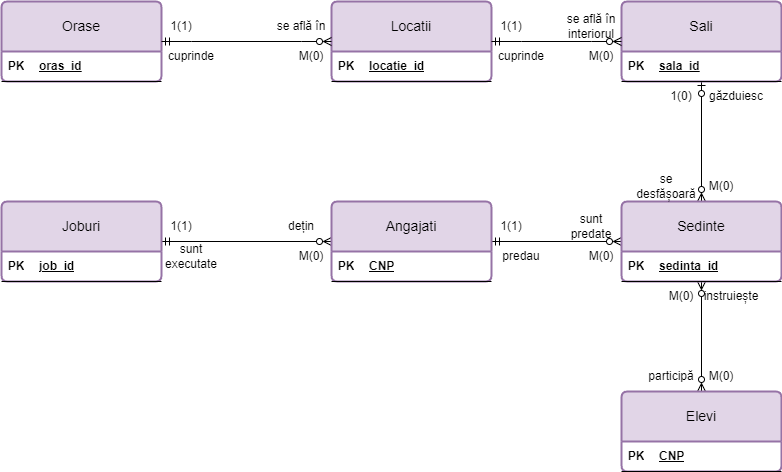 Orase
PK oras_id
1(1)
cuprinde
se află în
M(0)
Locatii
PK locatie_id
1(1)
cuprinde
se află în
interiorul
M(0)
Sali
PK sala_id
1(0)
găzduiesc
se
desfășoară
M(0)
Joburi
PK job_id
1(1)
sunt
executate
dețin
M(0)
Angajati
PK CNP
1(1)
predau
sunt
predate
M(0)
Sedinte
PK sedinta_id
M(0)
instruiește
participă
M(0)
Elevi
PK CNP